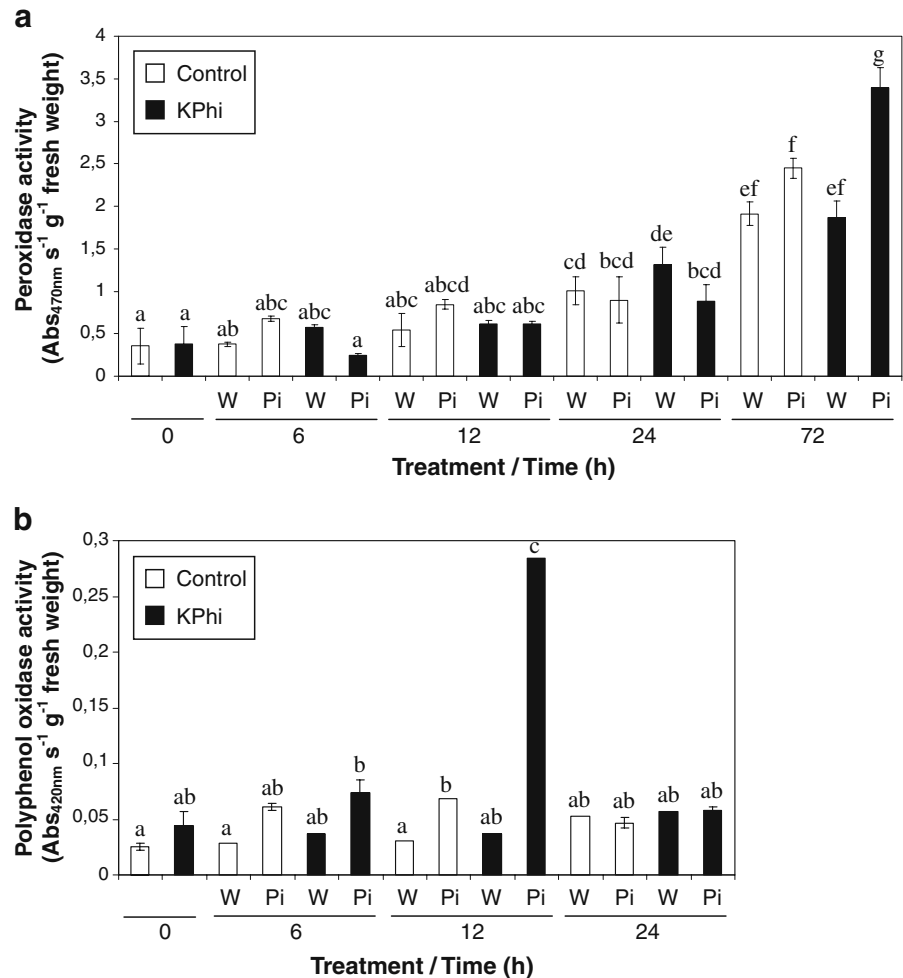 a
Peroxidase activity
(Abs470nm s-1 g-1 fresh weight)
4
3,5
3
2,5
2
1,5
1
0,5
0
Control
KPhi
a a ab abc abc a abc abcd abc abc cd bcd de bcd ef f ef g
W Pi W Pi W Pi W Pi W Pi W Pi W Pi W Pi
0 6 12 24 72
Treatment / Time (h)
b
Polyphenol oxidase activity
(Abs420nm s-1 g-1 fresh weight)
0,3
0,25
0,2
0,15
0,1
0,05
0
Control
KPhi
a ab a ab ab b a b ab c ab ab ab ab
W Pi W Pi W Pi W Pi W Pi W Pi
0 6 12 24
Treatment / Time (h)